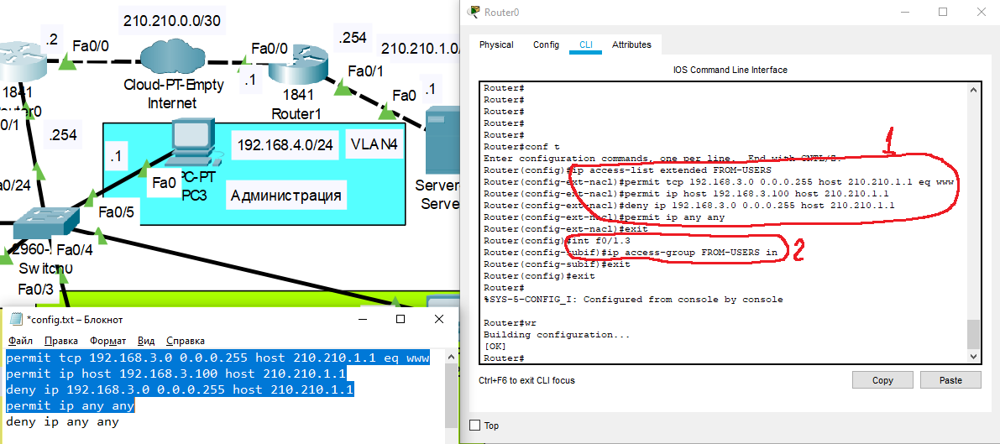 210.210.0.0/30
.2
Fa0/0
Fa0/0
.254
210.210.1.0/
Cloud-PT-Empty
Internet
.1
1841
Router1
Fa0/1
Fa0
.1
1841
0/1
.254
.1
192.168.4.0/24
VLAN4
Fa0
PC-PT
PC3
Администрация
Server
Serve
a0/24
Fa0/5
2960-
Fa0/4
Switch0
Fa0/3
*config.txt – Блокнот
Файл Правка Формат Вид Справка
permit tcp 192.168.3.0 0.0.0.255 host 210.210.1.1 eq www
permit ip host 192.168.3.100 host 210.210.1.1
deny ip 192.168.3.0 0.0.0.255 host 210.210.1.1
permit ip any any
deny ip any any
Router0
Physical Config CLI Attributes
IOS Command Line Interface
Router#
Router#
Router#
Router#
Router#
Router#conf t
Enter configuration commands, one per line. End with CNTL/Z.
Router(config)#ip access-list extended FROM-USERS
Router(config-ext-nacl)#permit tcp 192.168.3.0 0.0.0.255 host 210.210.1.1 eq www
Router(config-ext-nacl)#permit ip host 192.168.3.100 host 210.210.1.1
Router(config-ext-nacl)#deny ip 192.168.3.0 0.0.0.255 host 210.210.1.1
Router(config-ext-nacl)#permit ip any any
Router(config-ext-nacl)#exit
Router(config)#int f0/1.3
Router(config-subif)#ip access-group FROM-USERS in
Router(config-subif)#exit
Router(config)#exit
Router#
%SYS-5-CONFIG_I: Configured from console by console
Router#wr
Building configuration...
[OK]
Router#
1
2
Ctrl+F6 to exit CLI focus
Copy
Paste
Top